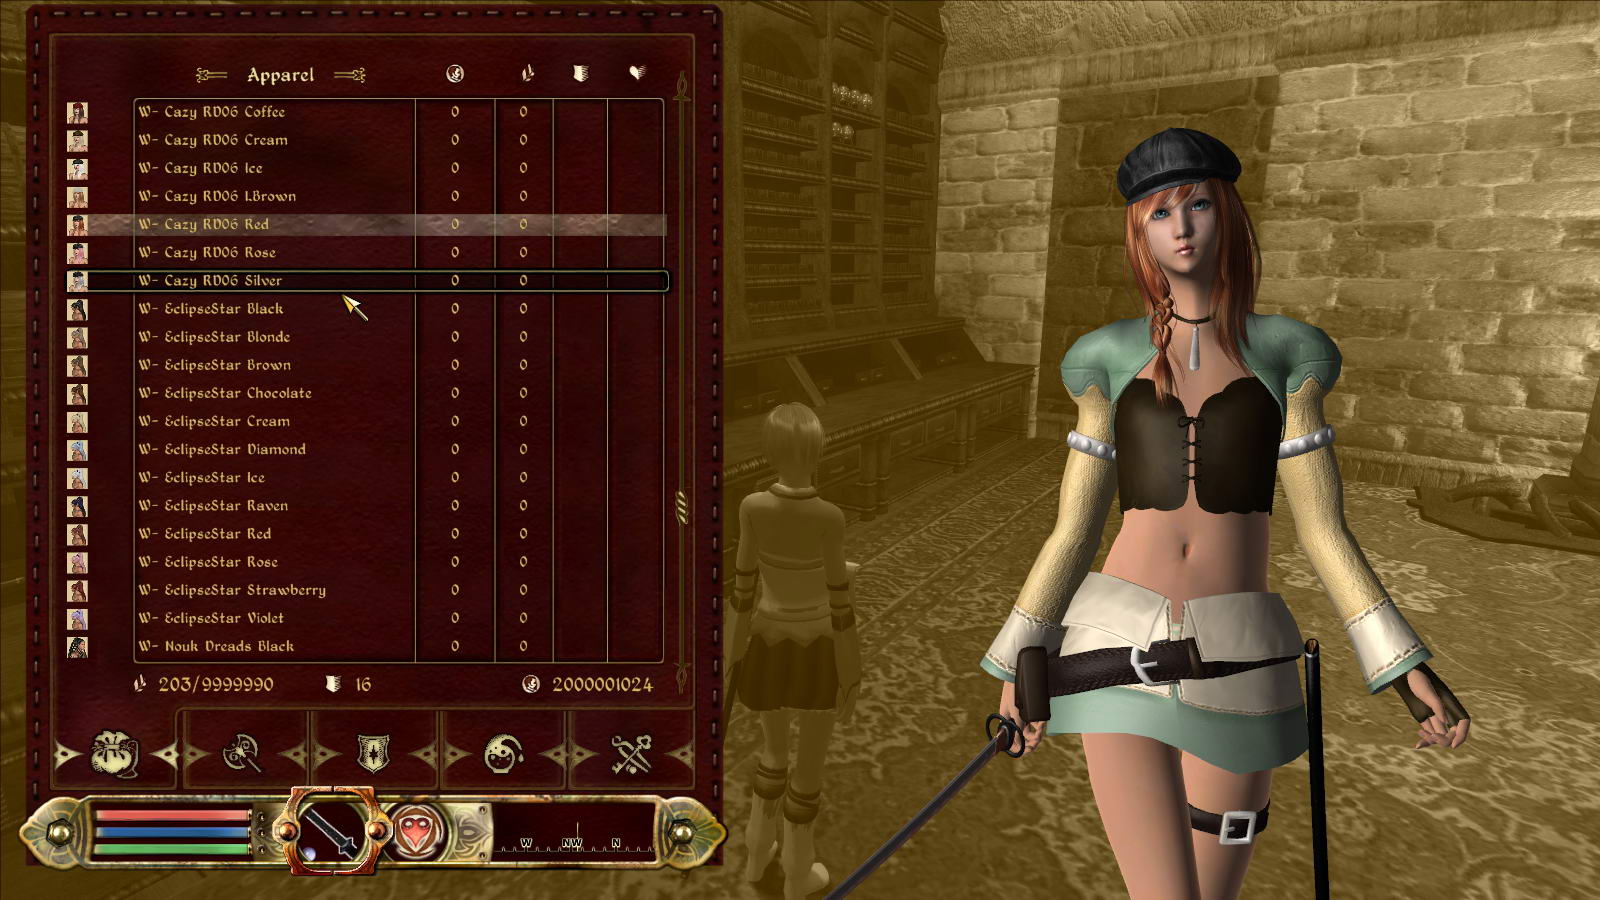 Apparel
W- Cazy RD06 Coffee 0 0
W- Cazy RD06 Cream 0 0
W- Cazy RD06 Ice 0 0
W- Cazy RD06 LBrown 0 0
W- Cazy RD06 Red 0 0
W- Cazy RD06 Rose 0 0
W- Cazy RD06 Silver 0 0
W- EclipseStar Black 0 0
W- EclipseStar Blonde 0 0
W- EclipseStar Brown 0 0
W- EclipseStar Chocolate 0 0
W- EclipseStar Cream 0 0
W- EclipseStar Diamond 0 0
W- EclipseStar Ice 0 0
W- EclipseStar Raven 0 0
W- EclipseStar Red 0 0
W- EclipseStar Rose 0 0
W- EclipseStar Strawberry 0 0
W- EclipseStar Violet 0 0
W- Nouk Dreads Black 0 0
203/9999990 16 2000001024
W NW N